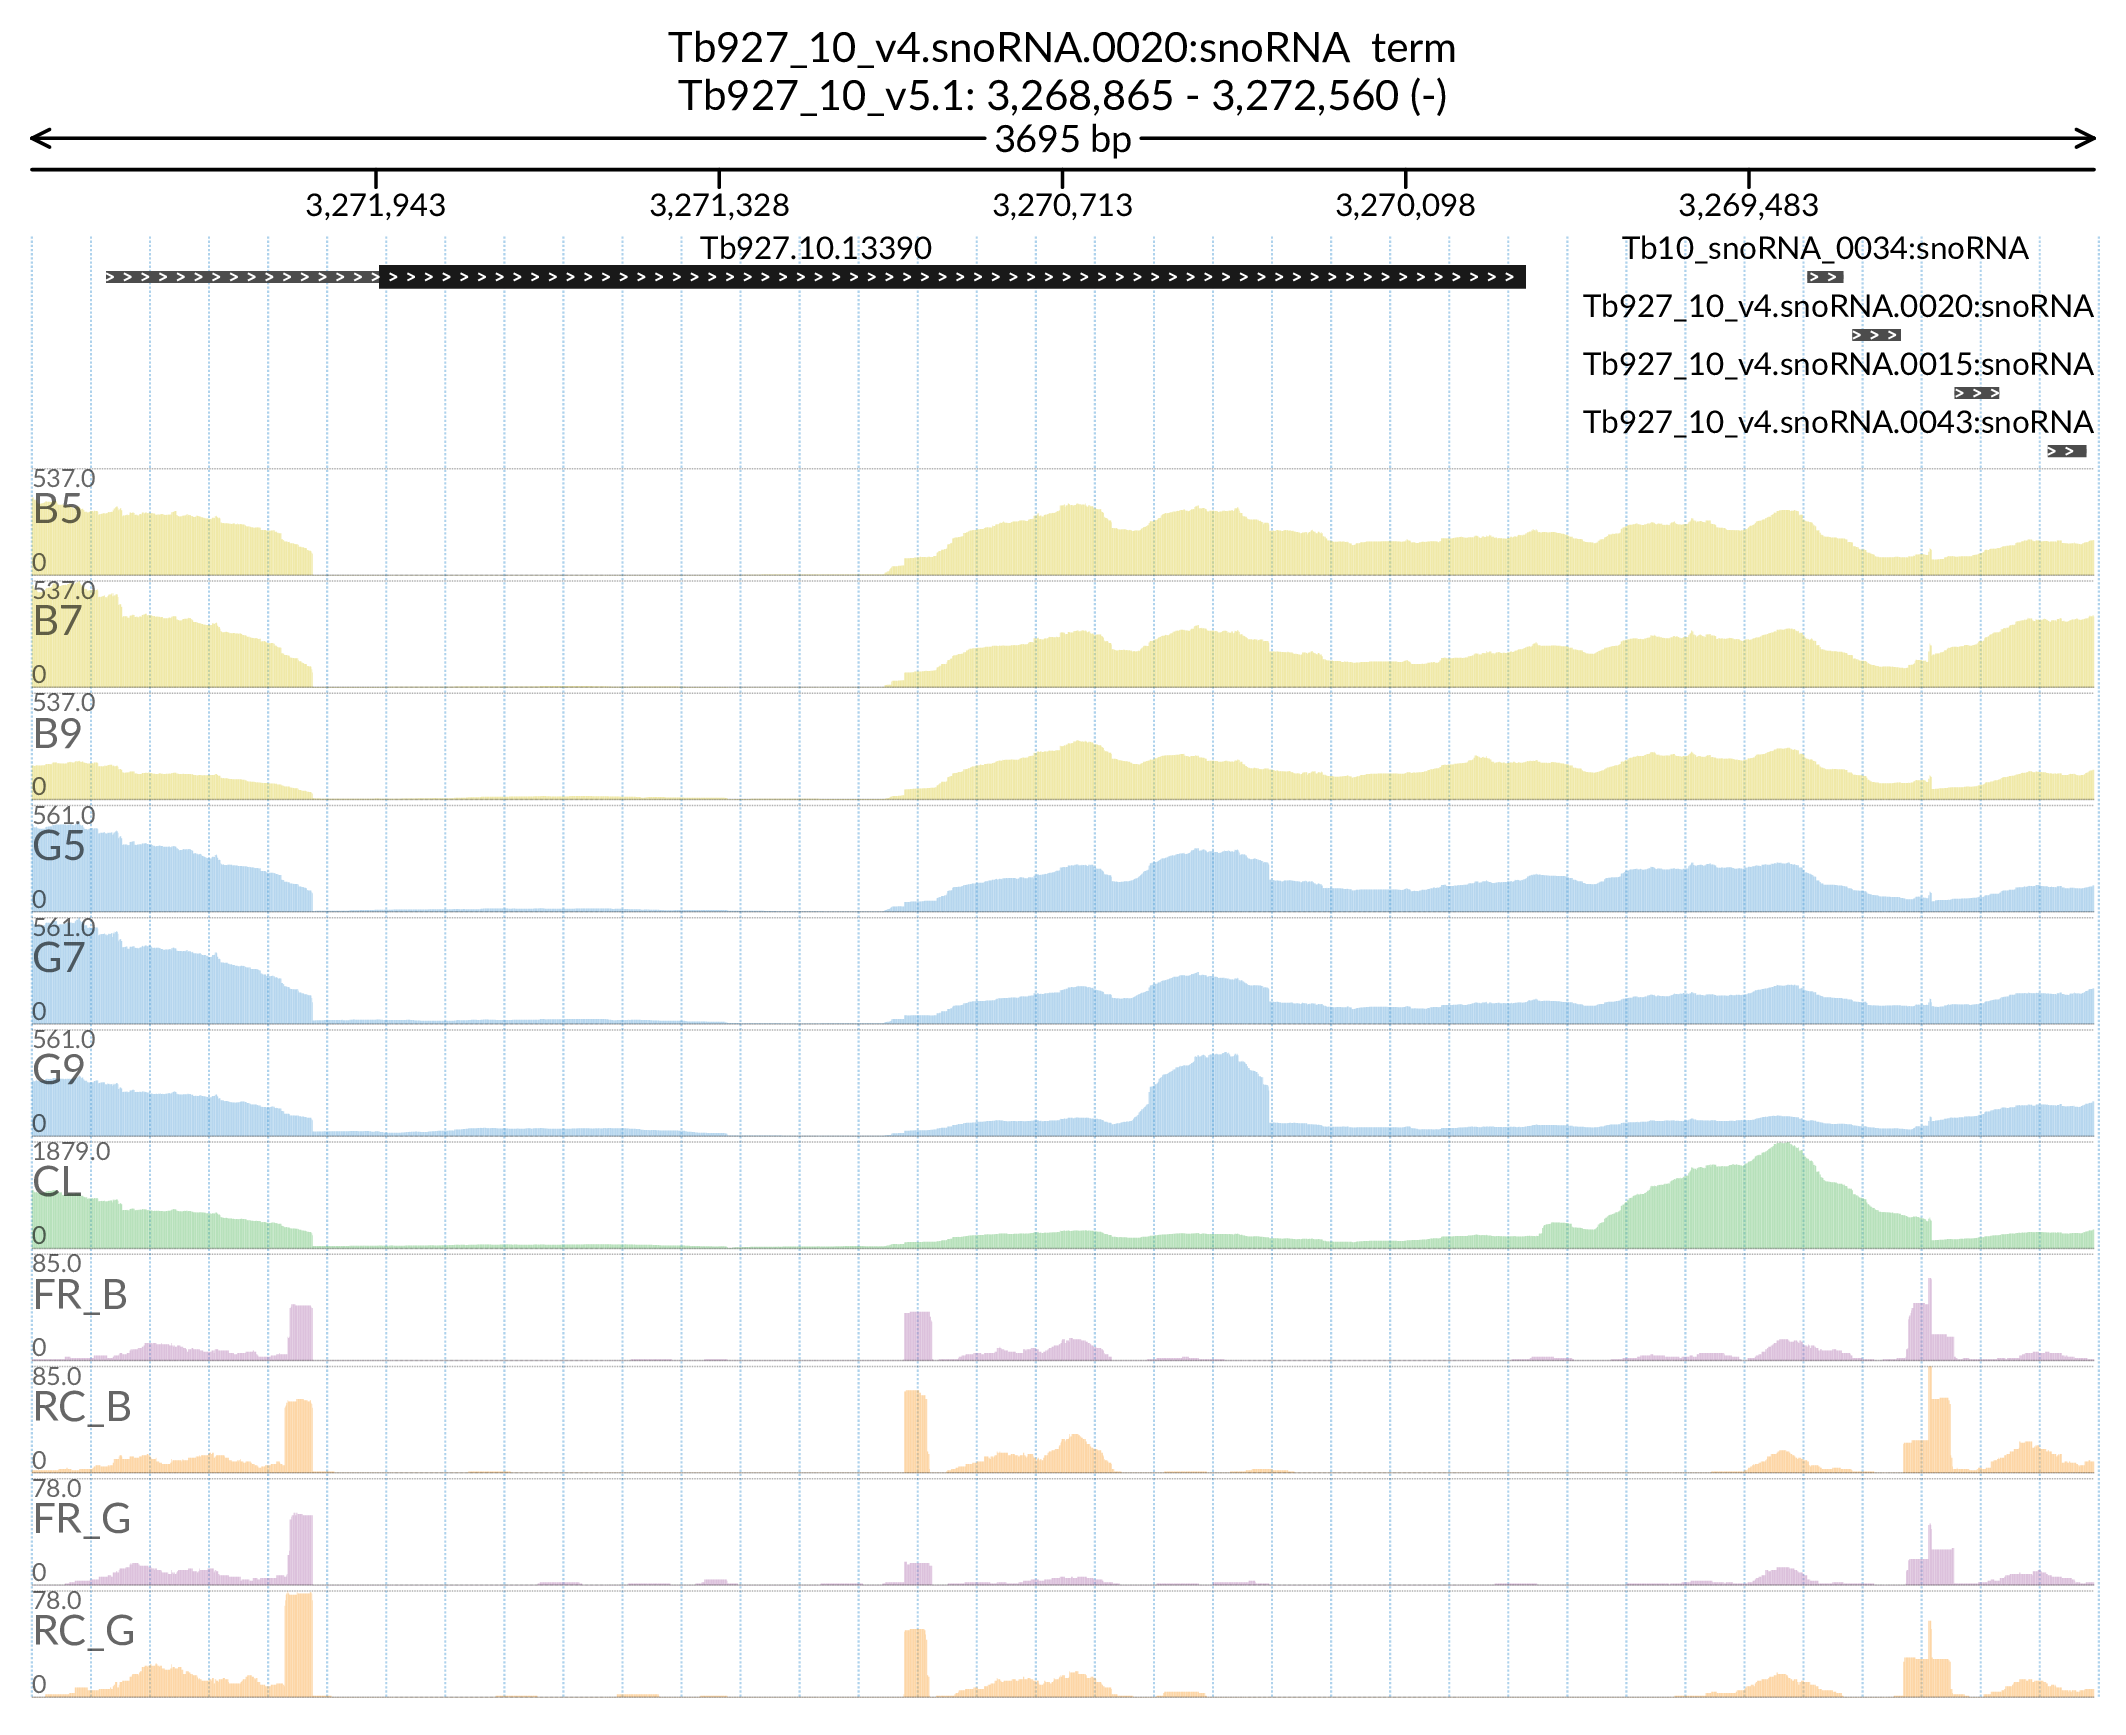 Tb927_10_v4.snoRNA.0020:snoRNA term
Tb927_10_v5.1: 3,268,865 - 3,272,560 (-)
3695 bp
3,271,943 3,271,328 3,270,713 3,270,098 3,269,483
Tb927.10.13390 Tb10_snoRNA_0034:snoRNA
Tb927_10_v4.snoRNA.0020:snoRNA
Tb927_10_v4.snoRNA.0015:snoRNA
Tb927_10_v4.snoRNA.0043:snoRNA
537.0
B5
0
537.0
B7
0
537.0
B9
0
561.0
G5
0
561.0
G7
0
561.0
G9
0
1879.0
CL
0
85.0
FR_B
0
85.0
RC_B
0
78.0
FR_G
0
78.0
RC_G
0